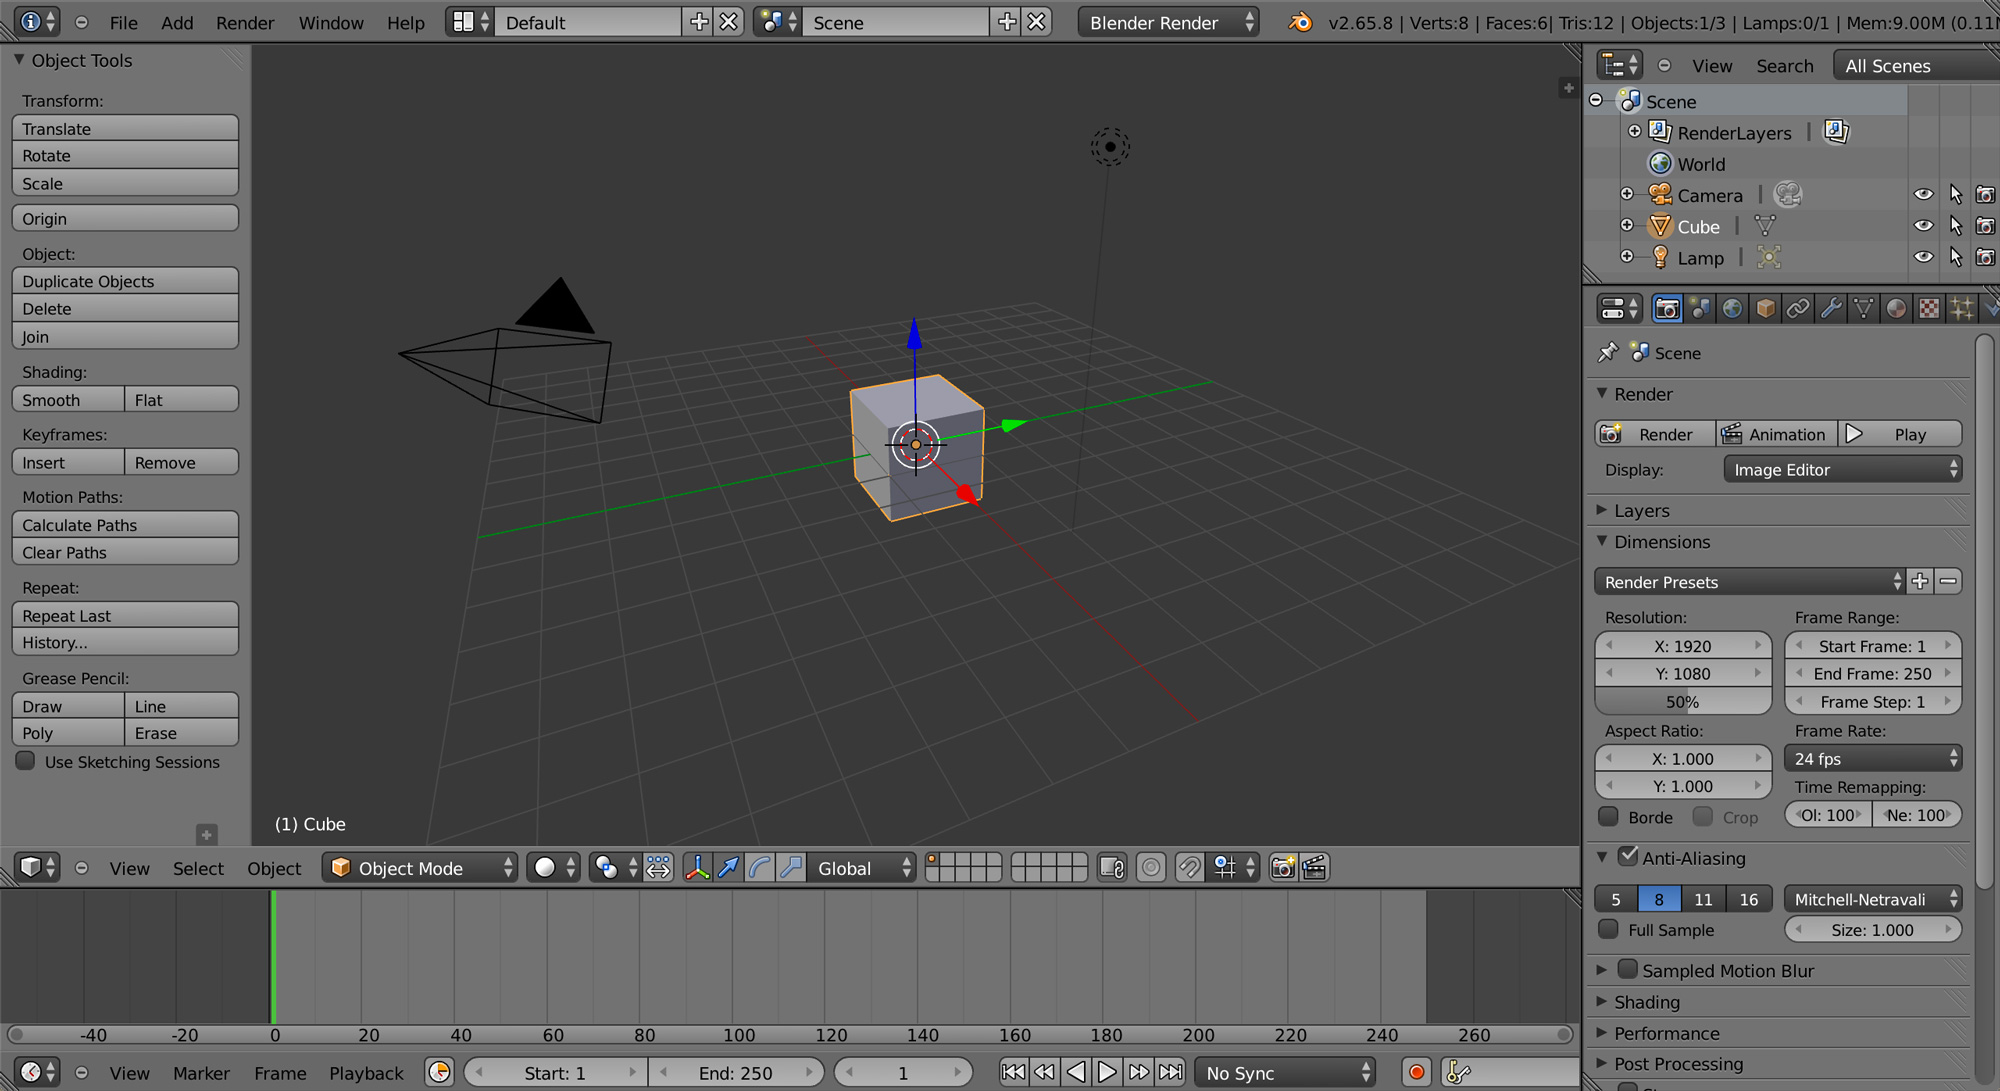 File Add Render Window Help Default Scene Blender Render v2.65.8 | Verts:8 | Faces:6| Tris:12 | Objects:1/3 | Lamps:0/1 | Mem:9.00M (0.11
Object Tools
Transform:
Translate
Rotate
Scale
Origin
Object:
Duplicate Objects
Delete
Join
Shading:
Smooth Flat
Keyframes:
Insert Remove
Motion Paths:
Calculate Paths
Clear Paths
Repeat:
Repeat Last
History...
Grease Pencil:
Draw Line
Poly Erase
Use Sketching Sessions
(1) Cube
View Select Object Object Mode Global
-40 -20 0 20 40 60 80 100 120 140 160 180 200 220 240 260
View Marker Frame Playback Start: 1 End: 250 1 No Sync
View Search All Scenes
Scene
RenderLayers |
World
Camera |
Cube |
Lamp |
Scene
Render
Render Animation Play
Display: Image Editor
Layers
Dimensions
Render Presets
Resolution: Frame Range:
X: 1920 Start Frame: 1
Y: 1080 End Frame: 250
50% Frame Step: 1
Aspect Ratio: Frame Rate:
X: 1.000 24 fps
Y: 1.000 Time Remapping:
Borde Crop Ol: 100 Ne: 100
Anti-Aliasing
5 8 11 16 Mitchell-Netravali
Full Sample Size: 1.000
Sampled Motion Blur
Shading
Performance
Post Processing